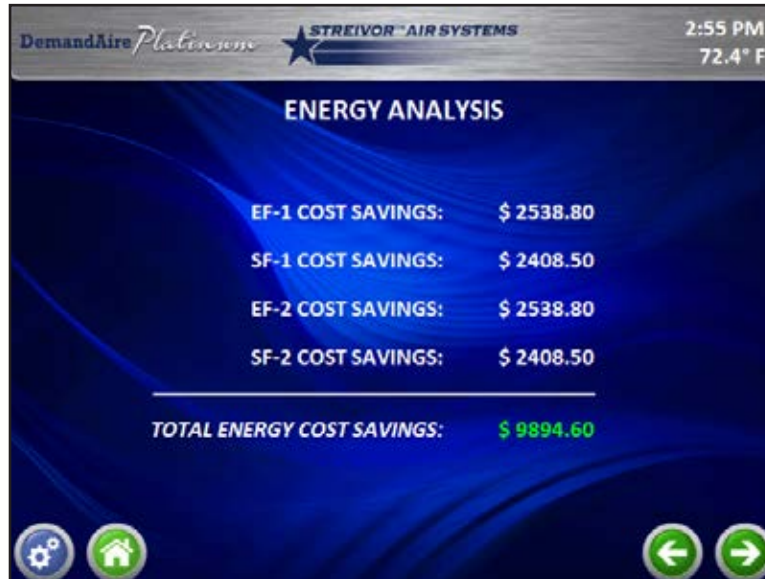 DemandAire Platinum
STREIVOR™ AIR SYSTEMS
2:55 PM
72.4° F
ENERGY ANALYSIS
EF-1 COST SAVINGS: $ 2538.80
SF-1 COST SAVINGS: $ 2408.50
EF-2 COST SAVINGS: $ 2538.80
SF-2 COST SAVINGS: $ 2408.50
TOTAL ENERGY COST SAVINGS: $ 9894.60